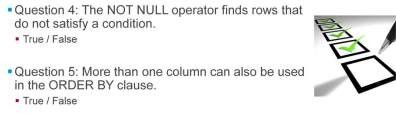 Question 4: The NOT NULL operator finds rows that
do not satisfy a condition.
True / False
Question 5: More than one column can also be used
in the ORDER BY clause.
True / False